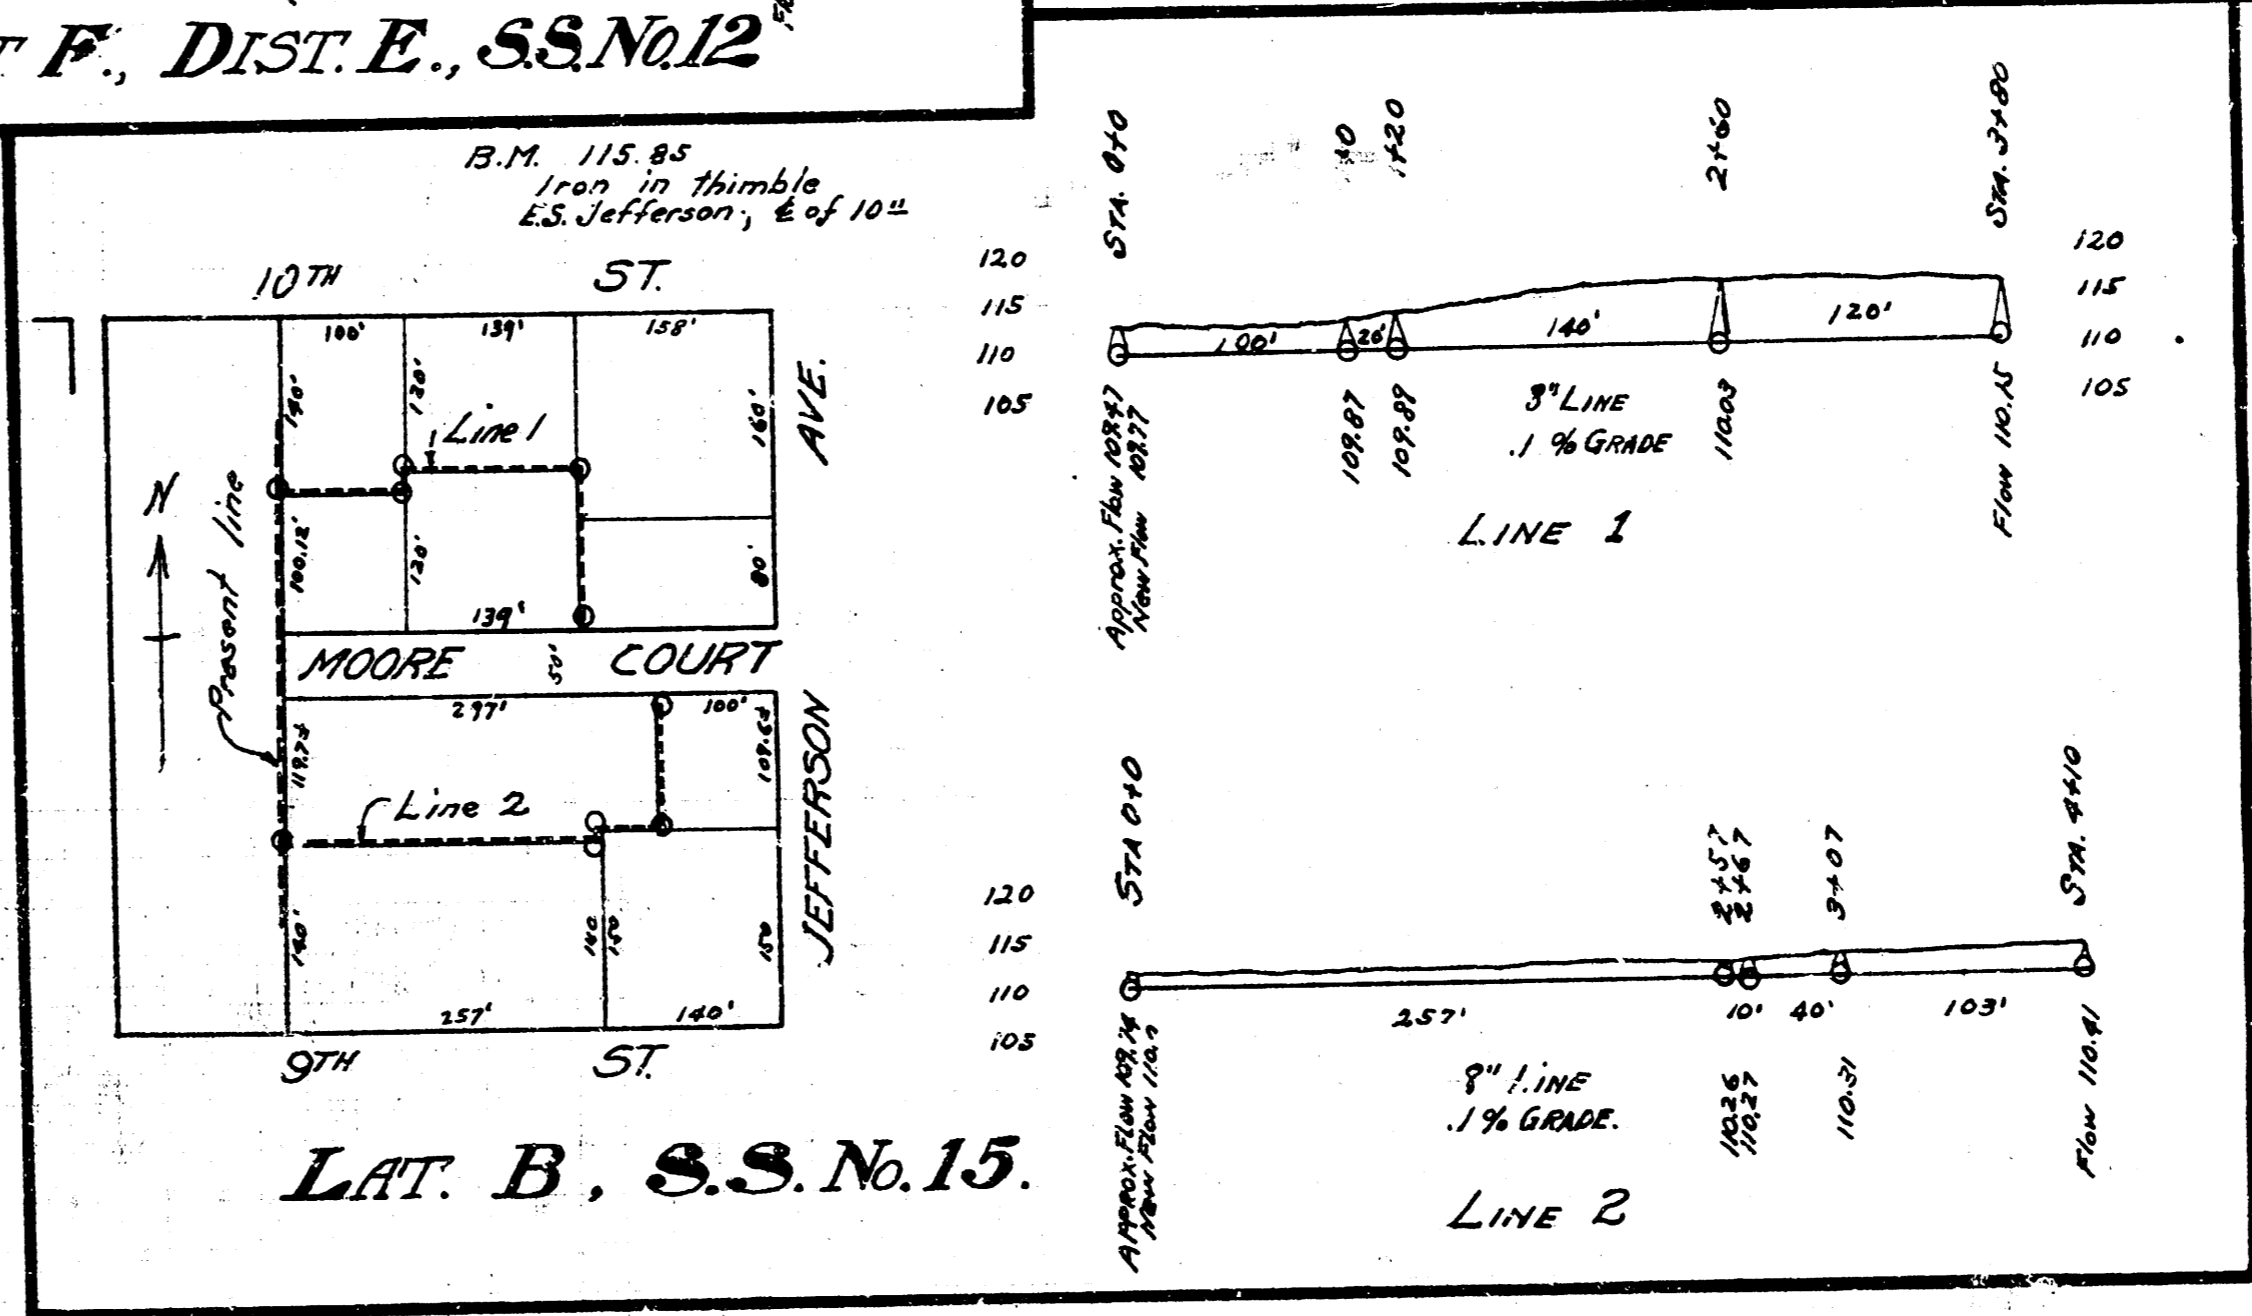 F., DIST. E., S.S. No. 12
B.M. 115.85
Iron in thimble
E.S. Jefferson, ℄ of 10th
10TH ST.
100' 139' 158'
140' 120' 160'
Line 1
AVE.
N
Present line
100.12' 120' 80'
139'
MOORE 50' COURT
297' 100'
119.7± 109.6±
Line 2
JEFFERSON
140' 140 150 150
257' 140'
9TH ST.
LAT. B, S.S. No. 15.
STA. 0+0 1+20 2+60 STA. 3+80
120 120
115 115
110 110
105 105
100' 20' 140' 120'
Approx. Flow 109.47
New Flow 109.77
109.87 109.89 110.03 Flow 110.15
8" LINE
.1 % GRADE
LINE 1
STA 0+0 2+57 2+67 3+07 STA. 4+10
120
115
110
105
257' 10' 40' 103'
APPROX. FLOW 109.74
NEW FLOW
110.26 110.27 110.31 Flow 110.41
8" LINE
.1 % GRADE.
LINE 2